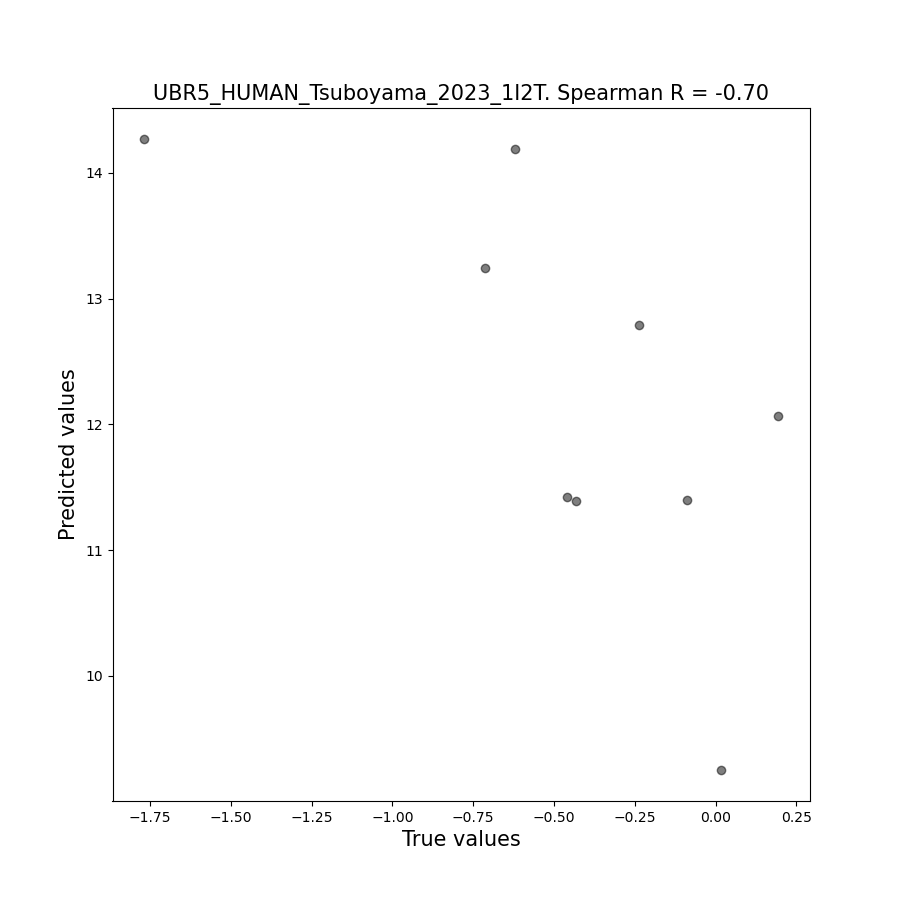 UBR5_HUMAN_Tsuboyama_2023_1I2T. Spearman R = -0.70
14
13
12
11
10
Predicted values
−1.75 −1.50 −1.25 −1.00 −0.75 −0.50 −0.25 0.00 0.25
True values